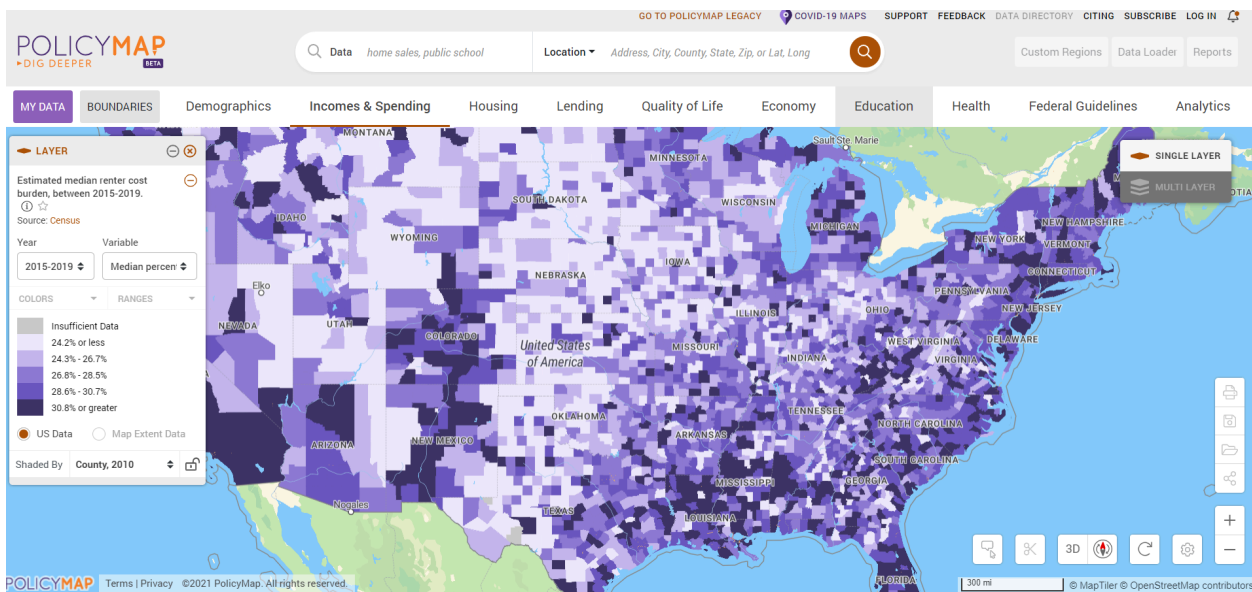 GO TO POLICYMAP LEGACY COVID-19 MAPS SUPPORT FEEDBACK DATA DIRECTORY CITING SUBSCRIBE LOG IN
POLICYMAP
DIG DEEPER BETA
Data home sales, public school Location Address, City, County, State, Zip, or Lat, Long
Custom Regions Data Loader Reports
MY DATA BOUNDARIES Demographics Incomes & Spending Housing Lending Quality of Life Economy Education Health Federal Guidelines Analytics
LAYER
Estimated median renter cost
burden, between 2015-2019.
Source: Census
Year Variable
2015-2019 Median percen
COLORS RANGES
Insufficient Data
24.2% or less
24.3% - 26.7%
26.8% - 28.5%
28.6% - 30.7%
30.8% or greater
US Data Map Extent Data
Shaded By County, 2010
SINGLE LAYER
MULTI LAYER
MONTANA
Sault Ste. Marie
MINNESOTA
SOUTH DAKOTA
WISCONSIN
IDAHO
MICHIGAN
NEW HAMPSHIRE
WYOMING
NEW YORK
VERMONT
IOWA
CONNECTICUT
NEBRASKA
Elko
PENNSYLVANIA
ILLINOIS
OHIO
NEW JERSEY
NEVADA
UTAH
COLORADO
United States
of America
MISSOURI
WEST VIRGINIA
DELAWARE
INDIANA
VIRGINIA
OKLAHOMA
TENNESSEE
NORTH CAROLINA
ARIZONA
NEW MEXICO
ARKANSAS
SOUTH CAROLINA
MISSISSIPPI
GEORGIA
Nogales
TEXAS
LOUISIANA
FLORIDA
3D
POLICYMAP Terms | Privacy ©2021 PolicyMap. All rights reserved.
300 mi
© MapTiler © OpenStreetMap contributors